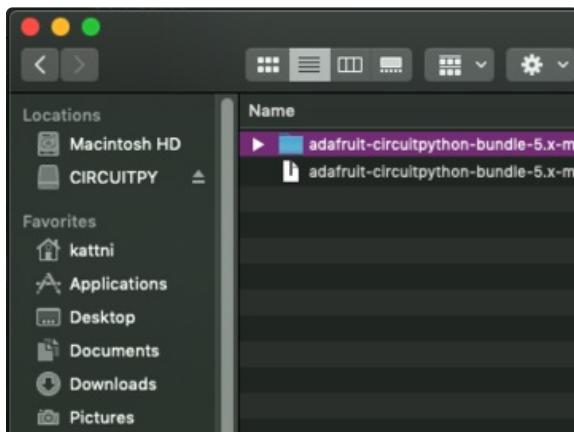 Locations
Macintosh HD
CIRCUITPY
Favorites
kattni
Applications
Desktop
Documents
Downloads
Pictures
Name
adafruit-circuitpython-bundle-5.x-m
adafruit-circuitpython-bundle-5.x-m